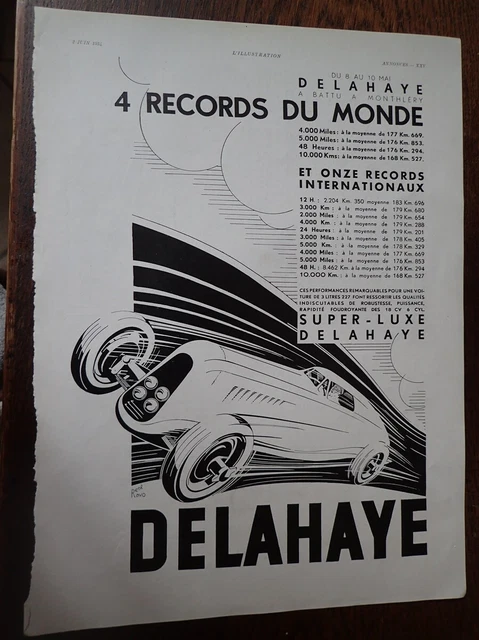 2 JUIN 1934
L'ILLUSTRATION
ANNONCES — XXV
DU 8 AU 10 MAI
DELAHAYE
A BATTU A MONTHLÉRY
4 RECORDS DU MONDE
4.000 Miles : à la moyenne de 177 Km. 669.
5.000 Miles : à la moyenne de 176 Km. 853.
48 Heures : à la moyenne de 176 Km. 294.
10.000 Kms : à la moyenne de 168 Km. 527.
ET ONZE RECORDS
INTERNATIONAUX
12 H. : 2.204 Km. 350 moyenne 183 Km. 696
3.000 Km : à la moyenne de 179 Km. 680
2.000 Miles : à la moyenne de 179 Km. 654
4.000 Km. : à la moyenne de 179 Km. 288
24 Heures : à la moyenne de 179 Km. 201
3.000 Miles : à la moyenne de 178 Km. 405
5.000 Km. : à la moyenne de 178 Km. 329
4.000 Miles : à la moyenne de 177 Km. 669
5.000 Miles : à la moyenne de 176 Km. 853
48 H. : 8.462 Km. à la moyenne de 176 Km. 294
10.000 Km. : à la moyenne de 168 Km. 527
CES PERFORMANCES REMARQUABLES POUR UNE VOI-
TURE DE 3 LITRES 227 FONT RESSORTIR LES QUALITÉS
INDISCUTABLES DE ROBUSTESSE, PUISSANCE,
RAPIDITÉ FOUDROYANTE DES 18 CV 6 CYL.
SUPER-LUXE
DELAHAYE
RENÉ
RAVO
DELAHAYE